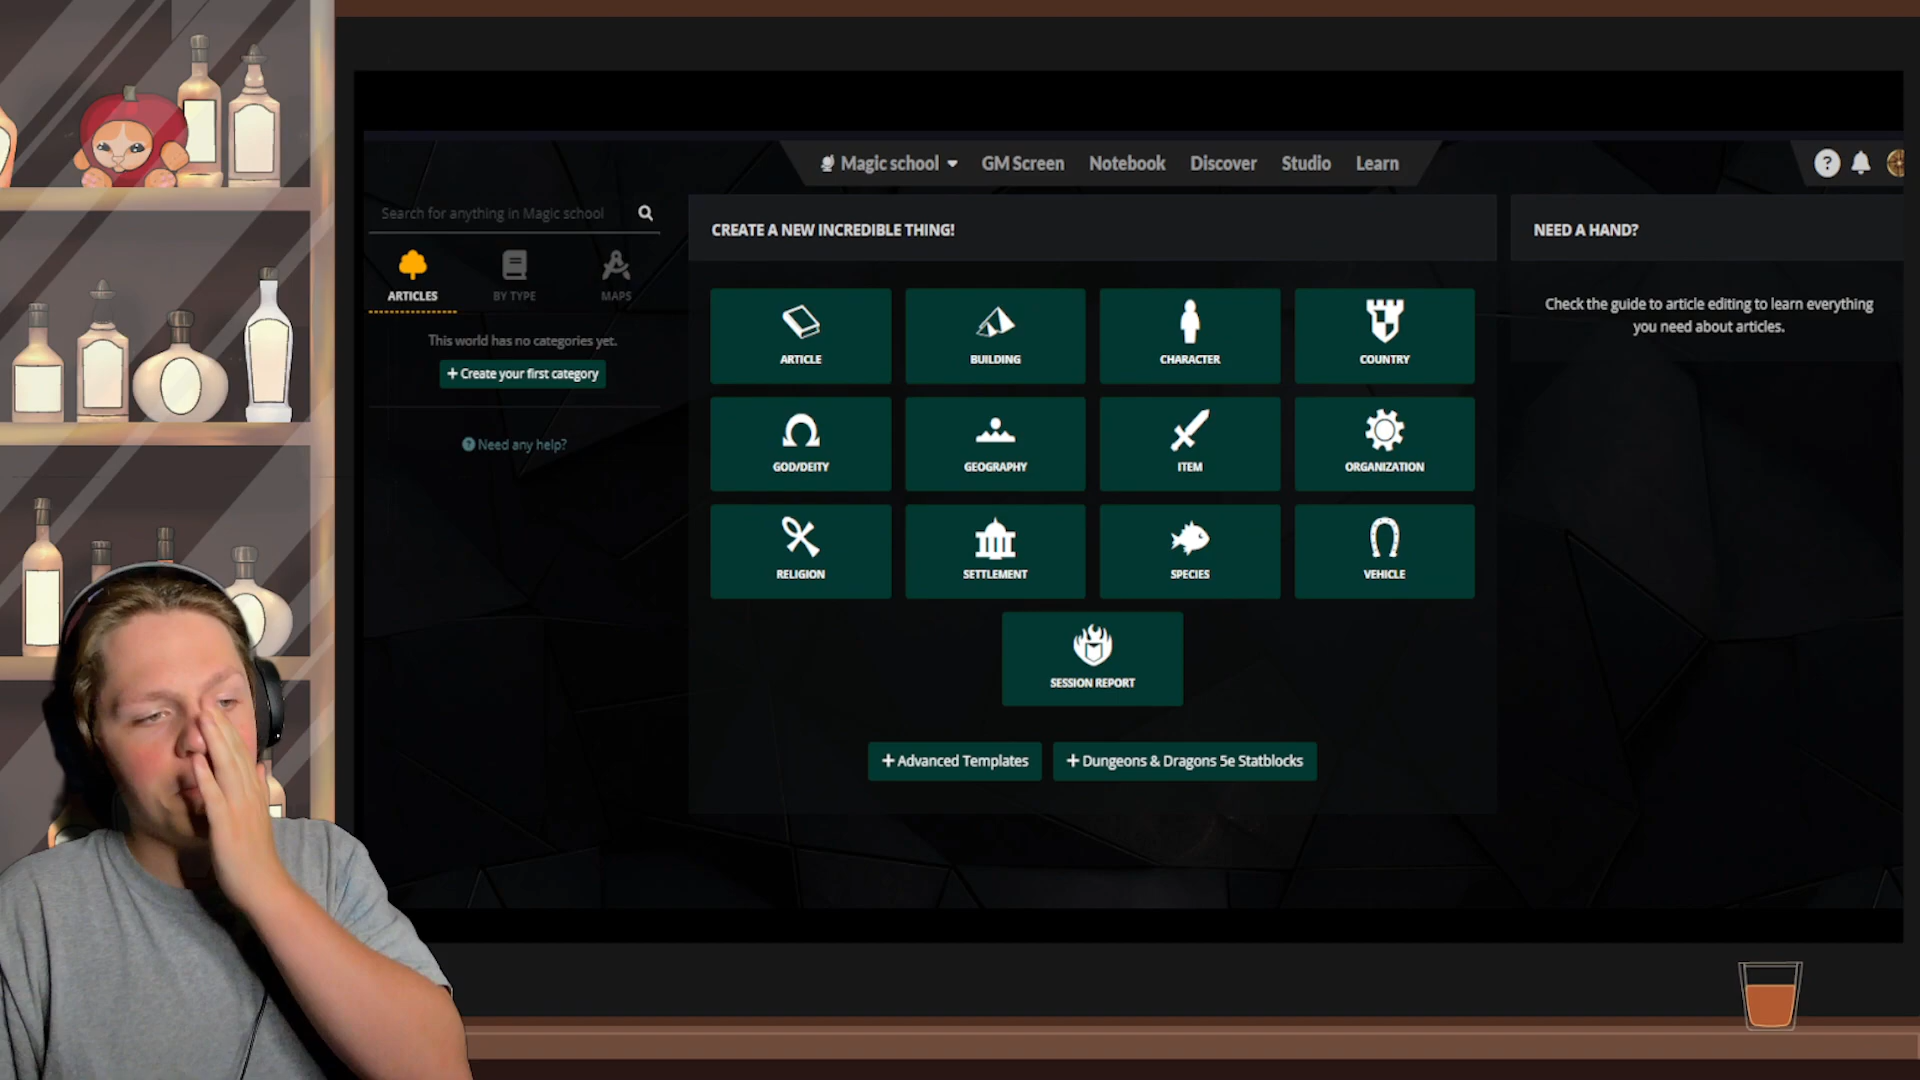 Magic school
GM Screen
Notebook
Discover
Studio
Learn
?
Search for anything in Magic school
ARTICLES
BY TYPE
MAPS
This world has no categories yet.
+ Create your first category
? Need any help?
CREATE A NEW INCREDIBLE THING!
ARTICLE
BUILDING
CHARACTER
COUNTRY
GOD/DEITY
GEOGRAPHY
ITEM
ORGANIZATION
RELIGION
SETTLEMENT
SPECIES
VEHICLE
SESSION REPORT
+ Advanced Templates
+ Dungeons & Dragons 5e Statblocks
NEED A HAND?
Check the guide to article editing to learn everything
you need about articles.